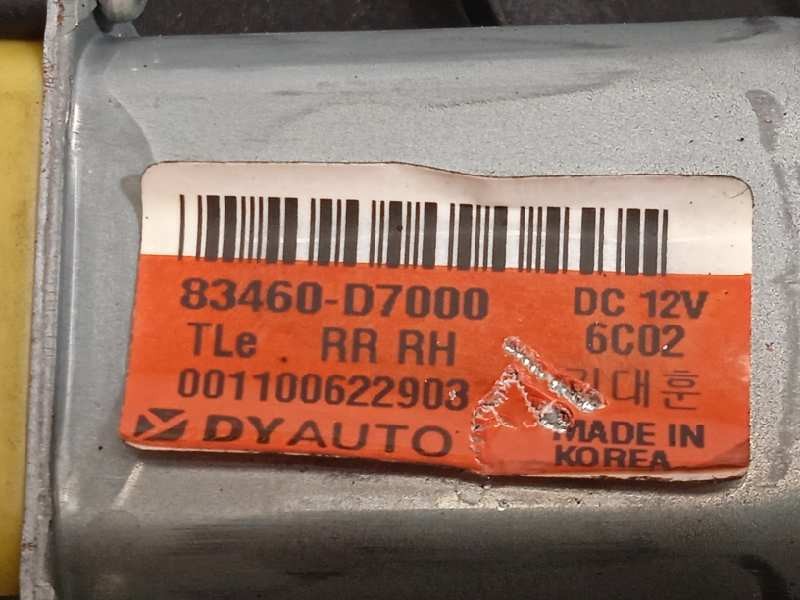 83460-D7000 DC 12V
TLe RR RH 6C02
001100622903 대훈
DYAUTO MADE IN
KOREA